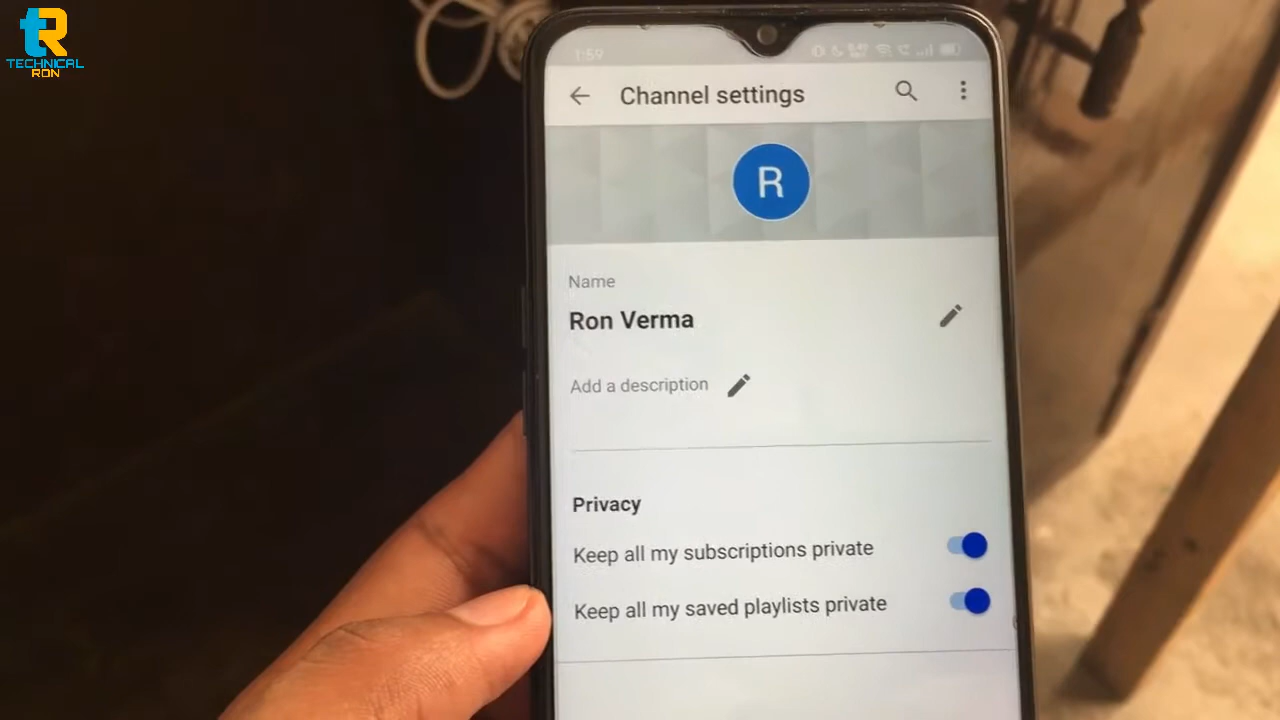 tR
TECHNICAL
RON
1:59
Channel settings
R
Name
Ron Verma
Add a description
Privacy
Keep all my subscriptions private
Keep all my saved playlists private